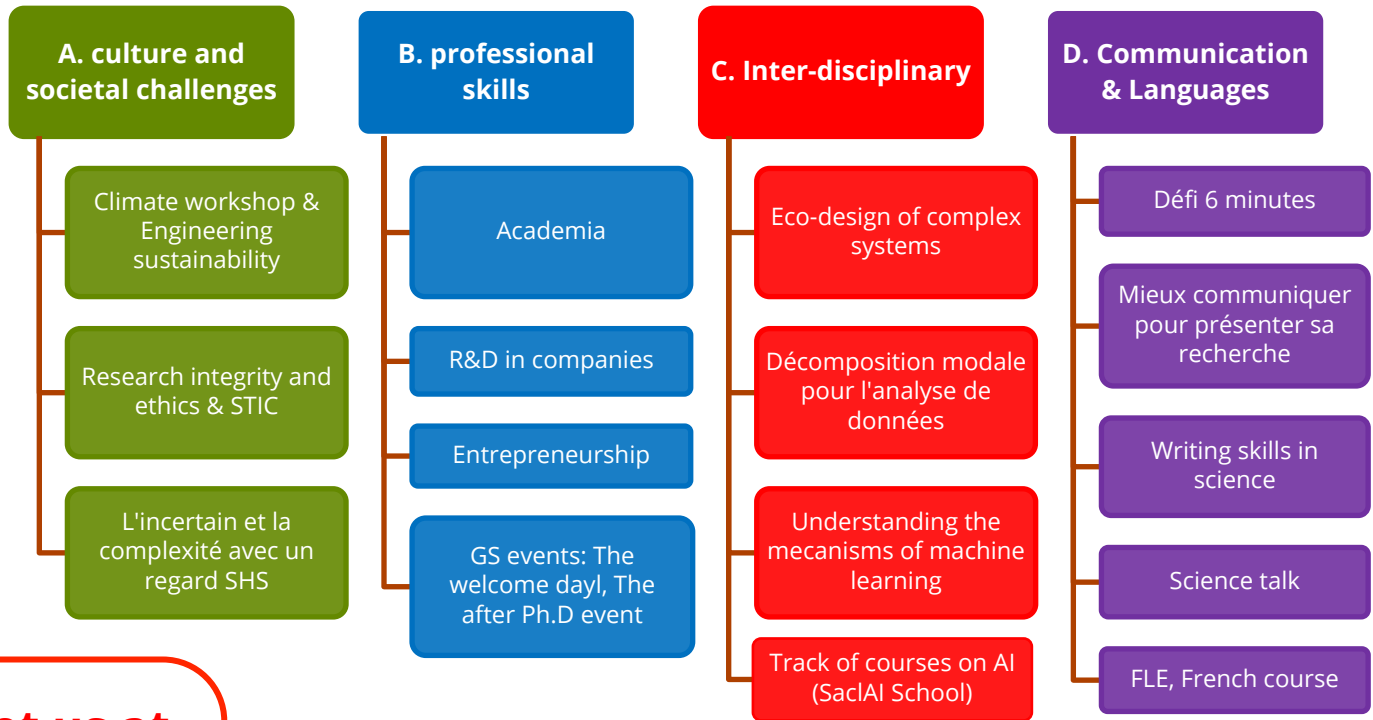 A. culture and
societal challenges
Climate workshop &
Engineering
sustainability
Research integrity and
ethics & STIC
L'incertain et la
complexité avec un
regard SHS
B. professional
skills
Academia
R&D in companies
Entrepreneurship
GS events: The
welcome dayl, The
after Ph.D event
C. Inter-disciplinary
Eco-design of complex
systems
Décomposition modale
pour l'analyse de
données
Understanding the
mecanisms of machine
learning
Track of courses on AI
(SaclAI School)
D. Communication
& Languages
Défi 6 minutes
Mieux communiquer
pour présenter sa
recherche
Writing skills in
science
Science talk
FLE, French course